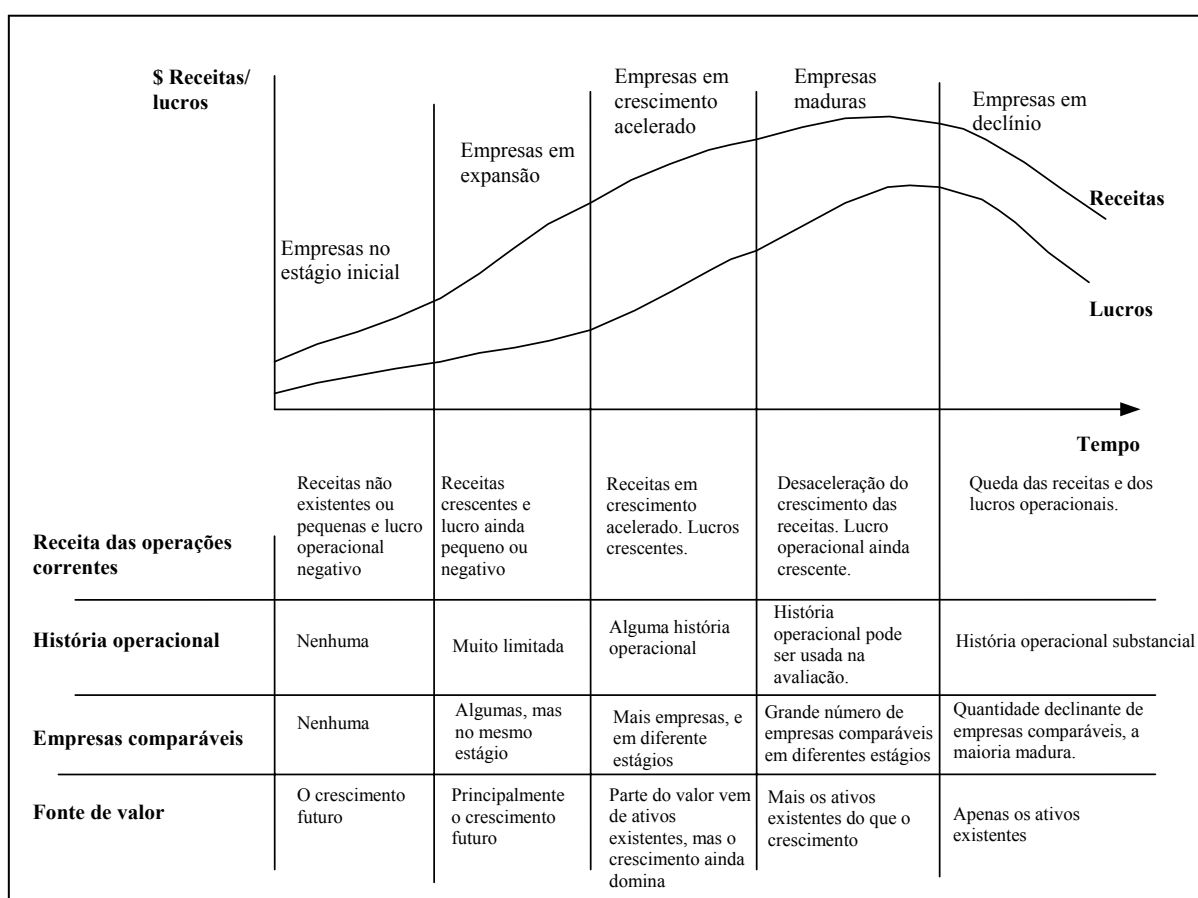 $ Receitas/
lucros
Empresas no
estágio inicial
Empresas em
expansão
Empresas em
crescimento
acelerado
Empresas
maduras
Empresas em
declínio
Receitas
Lucros
Tempo
Receita das operações
correntes
Receitas não
existentes ou
pequenas e lucro
operacional
negativo
Receitas
crescentes e
lucro ainda
pequeno ou
negativo
Receitas em
crescimento
acelerado. Lucros
crescentes.
Desaceleração do
crescimento das
receitas. Lucro
operacional ainda
crescente.
Queda das receitas e dos
lucros operacionais.
História operacional
Nenhuma
Muito limitada
Alguma história
operacional
História
operacional pode
ser usada na
avaliacão.
História operacional substancial
Empresas comparáveis
Nenhuma
Algumas, mas
no mesmo
estágio
Mais empresas, e
em diferente
estágios
Grande número de
empresas comparáveis
em diferentes estágios
Quantidade declinante de
empresas comparáveis, a
maioria madura.
Fonte de valor
O crescimento
futuro
Principalmente
o crescimento
futuro
Parte do valor vem
de ativos
existentes, mas o
crescimento ainda
domina
Mais os ativos
existentes do que o
crescimento
Apenas os ativos
existentes